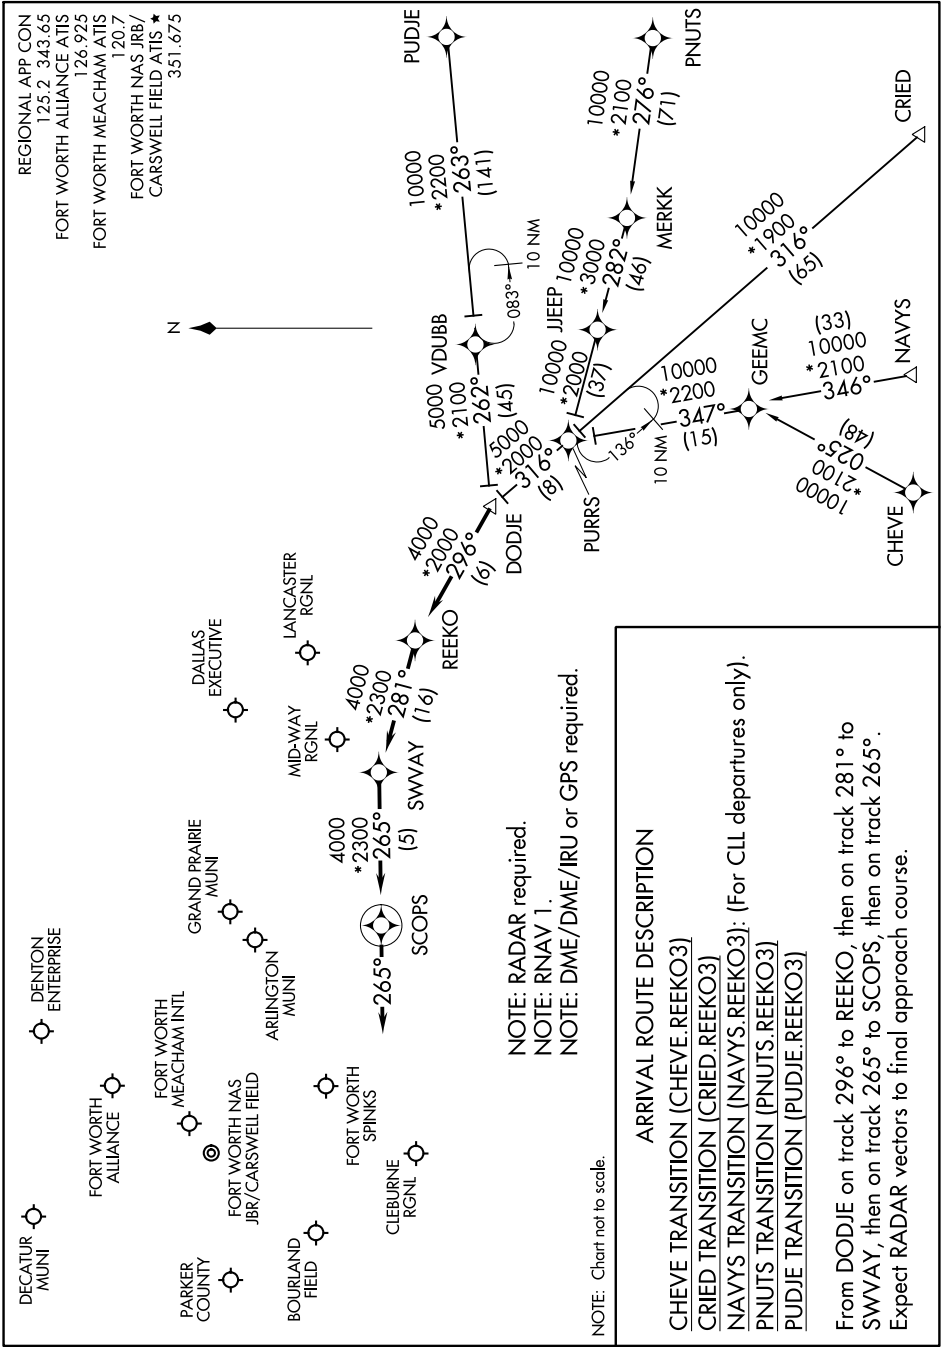 REGIONAL APP CON
125.2 343.65
FORT WORTH ALLIANCE ATIS
126.925
FORT WORTH MEACHAM ATIS
120.7
FORT WORTH NAS JRB/
CARSWELL FIELD ATIS ★
351.675
N
DECATUR
MUNI
DENTON
ENTERPRISE
FORT WORTH
ALLIANCE
FORT WORTH
MEACHAM INTL
FORT WORTH NAS
JRB/CARSWELL FIELD
PARKER
COUNTY
BOURLAND
FIELD
FORT WORTH
SPINKS
CLEBURNE
RGNL
GRAND PRAIRIE
MUNI
ARLINGTON
MUNI
DALLAS
EXECUTIVE
LANCASTER
RGNL
MID-WAY
RGNL
265°
SCOPS
4000
*2300
265°
(5)
SWVAY
4000
*2300
281°
(16)
REEKO
4000
*2000
296°
(6)
DODJE
5000
*2100
262°
(45)
VDUBB
083°
10 NM
10000
*2200
263°
(141)
PUDJE
5000
*2000
316°
(8)
PURRS
136°
10 NM
10000
*2000
(37)
JJEEP
10000
*3000
282°
(46)
MERKK
10000
*2100
276°
(71)
PNUTS
10000
*1900
316°
(65)
CRIED
10000
*2200
347°
(15)
GEEMC
(33)
10000
*2100
346°
NAVYS
(48)
025°
*2100
10000
CHEVE
NOTE: RADAR required.
NOTE: RNAV 1.
NOTE: DME/DME/IRU or GPS required.
NOTE: Chart not to scale.
ARRIVAL ROUTE DESCRIPTION
CHEVE TRANSITION (CHEVE.REEKO3)
CRIED TRANSITION (CRIED.REEKO3)
NAVYS TRANSITION (NAVYS.REEKO3): (For CLL departures only).
PNUTS TRANSITION (PNUTS.REEKO3)
PUDJE TRANSITION (PUDJE.REEKO3)
From DODJE on track 296° to REEKO, then on track 281° to
SWVAY, then on track 265° to SCOPS, then on track 265°.
Expect RADAR vectors to final approach course.